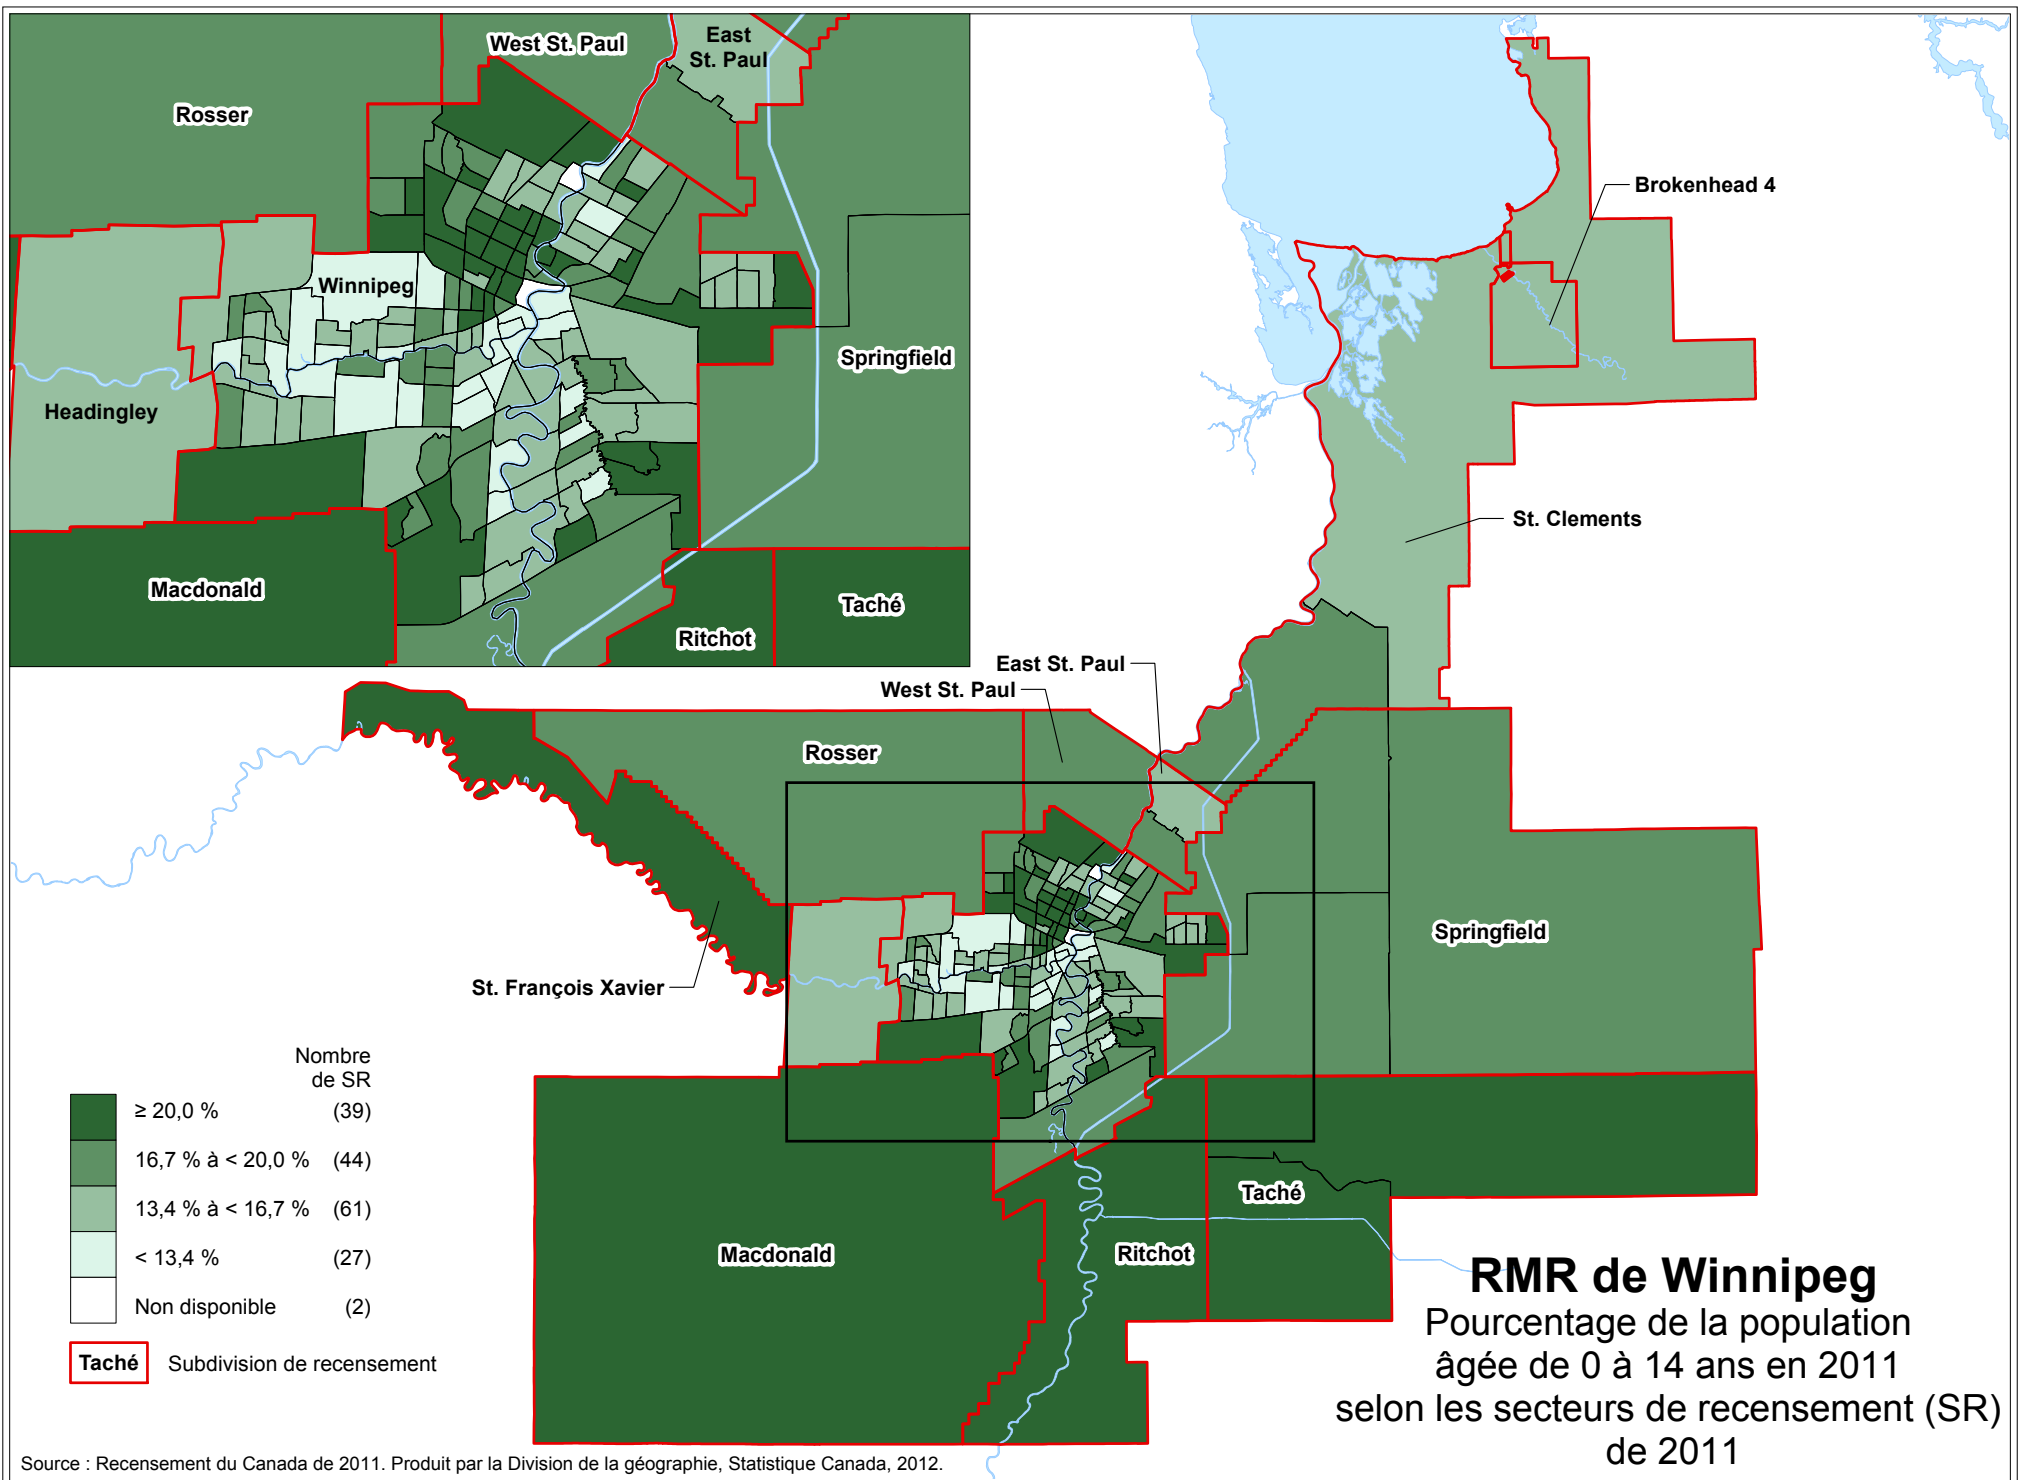 West St. Paul
East
St. Paul
Rosser
Winnipeg
Headingley
Springfield
Macdonald
Taché
Ritchot
Brokenhead 4
St. Clements
East St. Paul
West St. Paul
Rosser
Springfield
St. François Xavier
Taché
Macdonald
Ritchot
Nombre
de SR
≥ 20,0 % (39)
16,7 % à < 20,0 % (44)
13,4 % à < 16,7 % (61)
< 13,4 % (27)
Non disponible (2)
Taché Subdivision de recensement
RMR de Winnipeg
Pourcentage de la population
âgée de 0 à 14 ans en 2011
selon les secteurs de recensement (SR)
de 2011
Source : Recensement du Canada de 2011. Produit par la Division de la géographie, Statistique Canada, 2012.